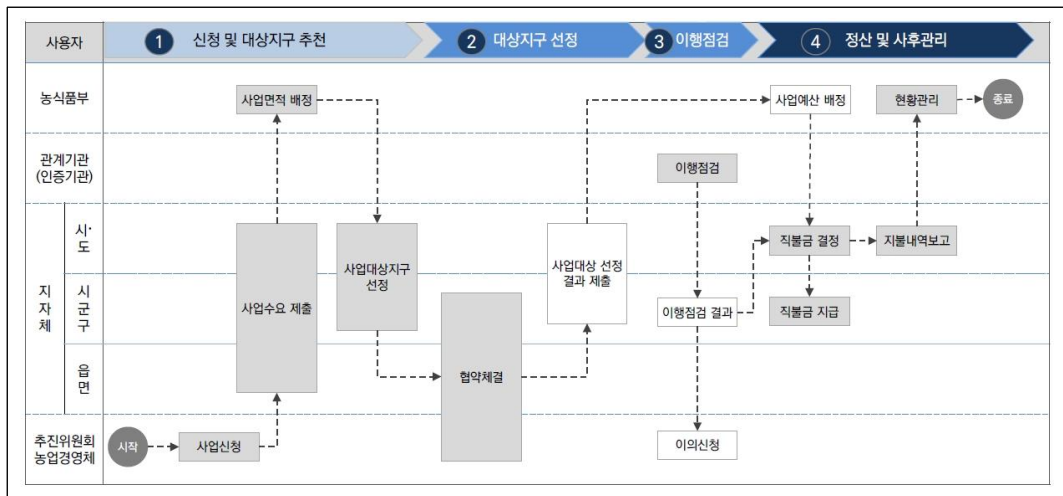 사용자
1 신청 및 대상지구 추천
2 대상지구 선정
3 이행점검
4 정산 및 사후관리
농식품부
사업면적 배정
사업예산 배정
현황관리
종료
관계기관
(인증기관)
이행점검
지
자
체
시·
도
시
군
구
읍
면
사업수요 제출
사업대상지구
선정
협약체결
사업대상 선정
결과 제출
직불금 결정
지불내역보고
이행점검 결과
직불금 지급
추진위원회
농업경영체
시작
사업신청
이의신청